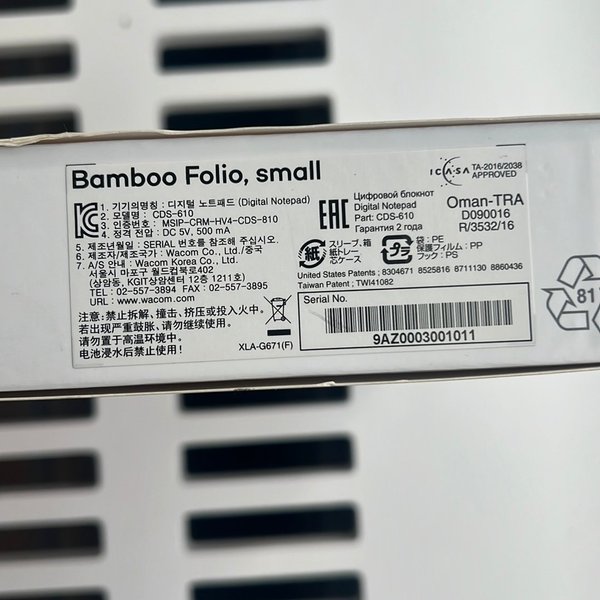 Bamboo Folio, small
1. 기기의명칭 : 디지털 노트패드 (Digital Notepad)
2. 모델명 : CDS-610
3. 인증번호 : MSIP-CRM-HV4-CDS-810
4. 정격 전압 : DC 5V, 500 mA
5. 제조년월일 : SERIAL 번호를 참조해 주십시오.
6. 제조자/제조국가 : Wacom Co., Ltd./중국
7. A/S 안내 : Wacom Korea Co., Ltd.
서울시 마포구 월드컵북로402
(상암동, KGIT상암센터 12층 1211호)
TEL : 02-557-3894 FAX : 02-557-3895
URL : www.wacom.com
请勿拆解、撞击、挤压或投入火中。
若出现严重鼓胀、请勿继续使用。
请勿置于高温环境中。
电池浸水后禁止使用。
XLA-G671(F)
EAC
Цифровой блокнот
Digital Notepad
Part: CDS-610
Гарантия 2 года
ICASA
TA-2016/2038
APPROVED
Oman-TRA
D090016
R/3532/16
紙
スリーブ、箱
紙トレー
芯ケース
プラ
袋 : PE
保護フィルム : PP
フック : PS
United States Patents ; 8304671 8525816 8711130 8860436
Taiwan Patent ; TWI41082
Serial No.
9AZ0003001011
81